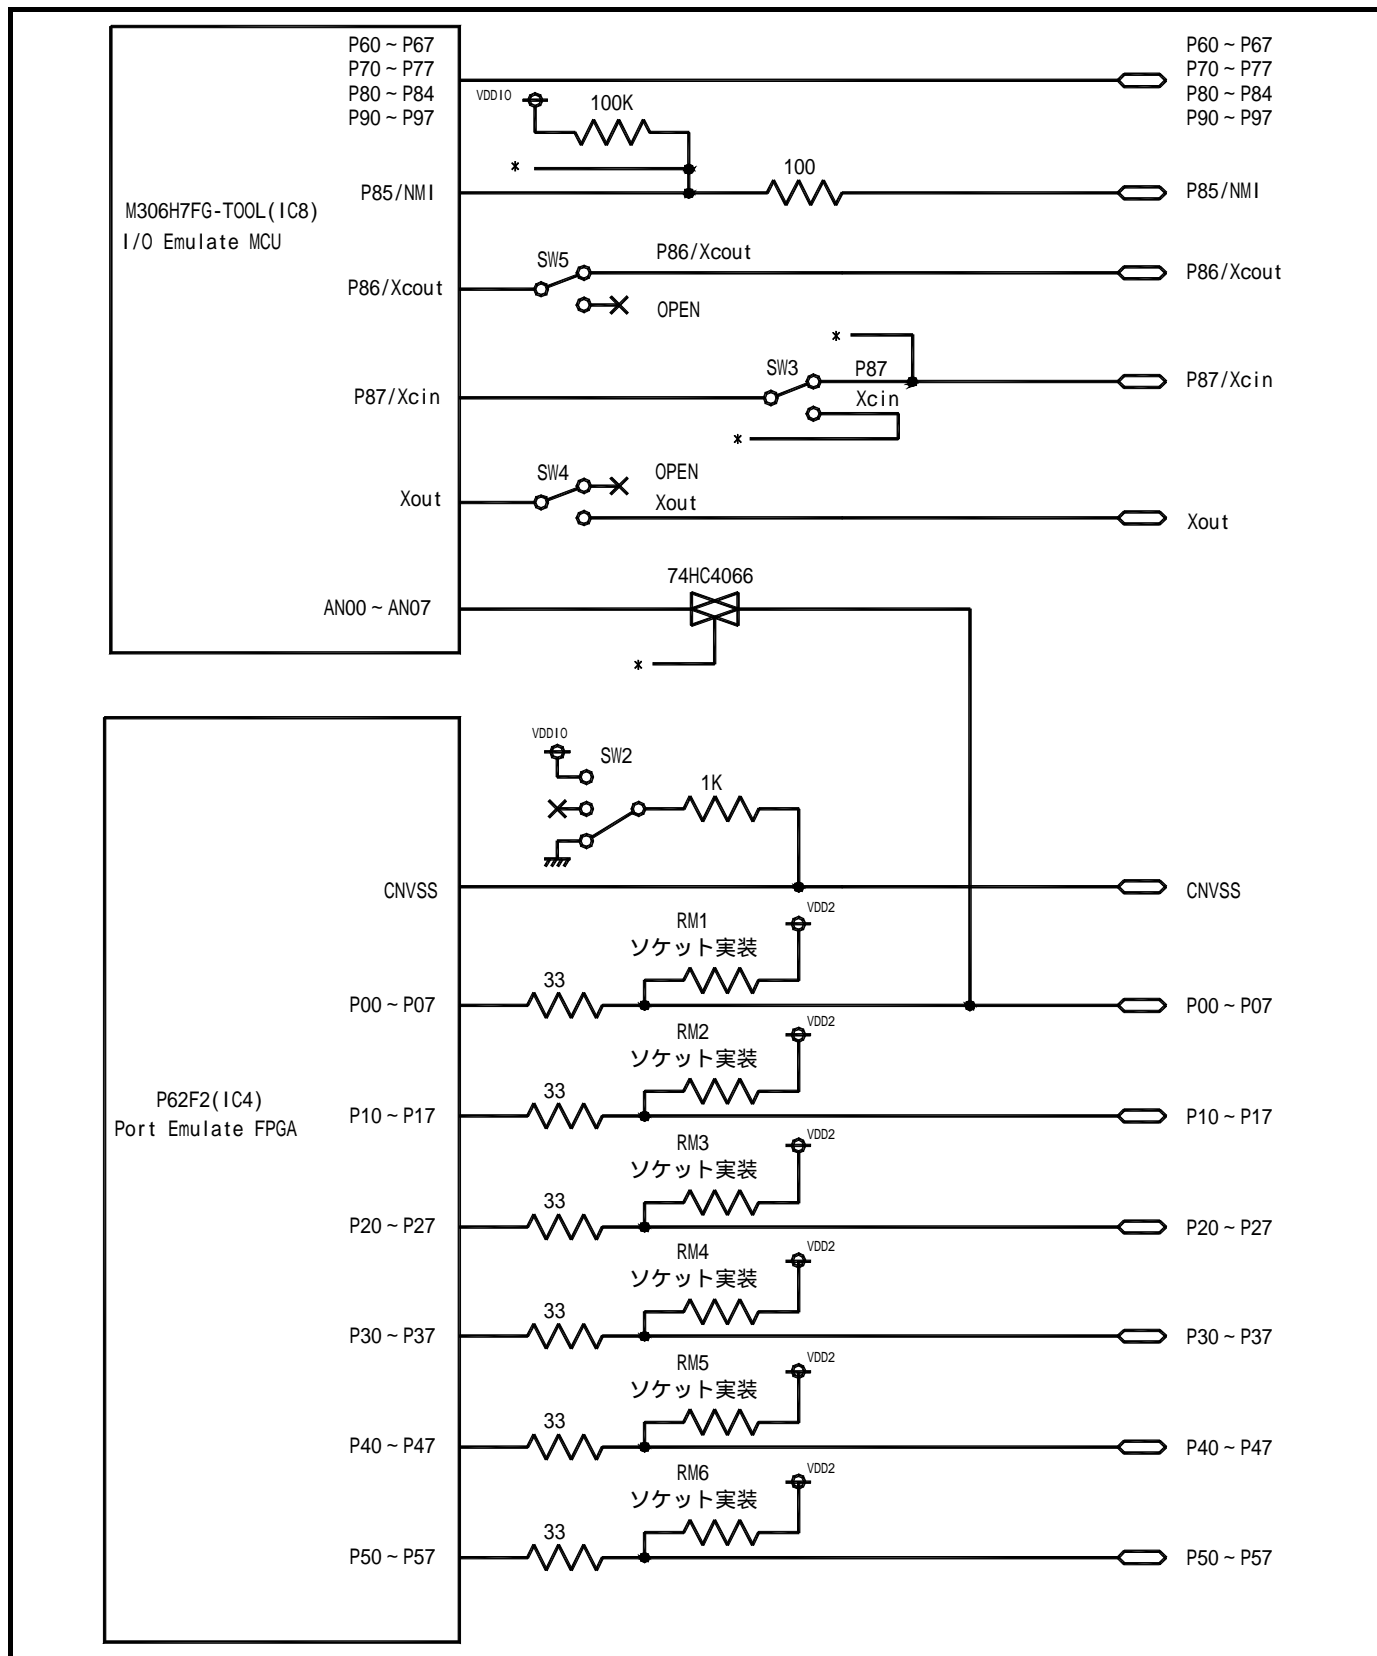 P60～P67
P70～P77
P80～P84
P90～P97
P60～P67
P70～P77
P80～P84
P90～P97
VDDIO
100K
*
100
P85/NMI
P85/NMI
M306H7FG-TOOL(IC8)
I/O Emulate MCU
SW5
P86/Xcout
P86/Xcout
P86/Xcout
OPEN
*
SW3
P87
P87/Xcin
P87/Xcin
Xcin
*
SW4
OPEN
Xout
Xout
Xout
74HC4066
AN00～AN07
*
VDDIO
SW2
1K
CNVSS
CNVSS
RM1
VDD2
ソケット実装
33
P00～P07
P00～P07
RM2
VDD2
ソケット実装
33
P62F2(IC4)
Port Emulate FPGA
P10～P17
P10～P17
RM3
VDD2
ソケット実装
33
P20～P27
P20～P27
RM4
VDD2
ソケット実装
33
P30～P37
P30～P37
RM5
VDD2
ソケット実装
33
P40～P47
P40～P47
RM6
VDD2
ソケット実装
33
P50～P57
P50～P57